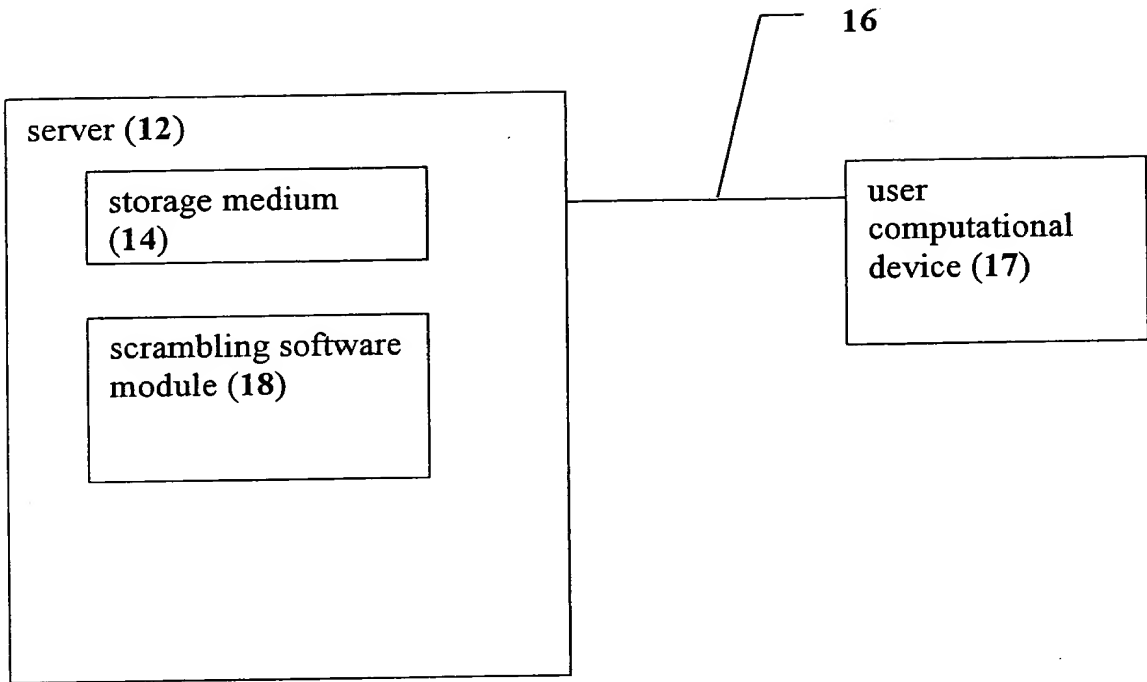 16
server (12)
storage medium
(14)
user
computational
device (17)
scrambling software
module (18)